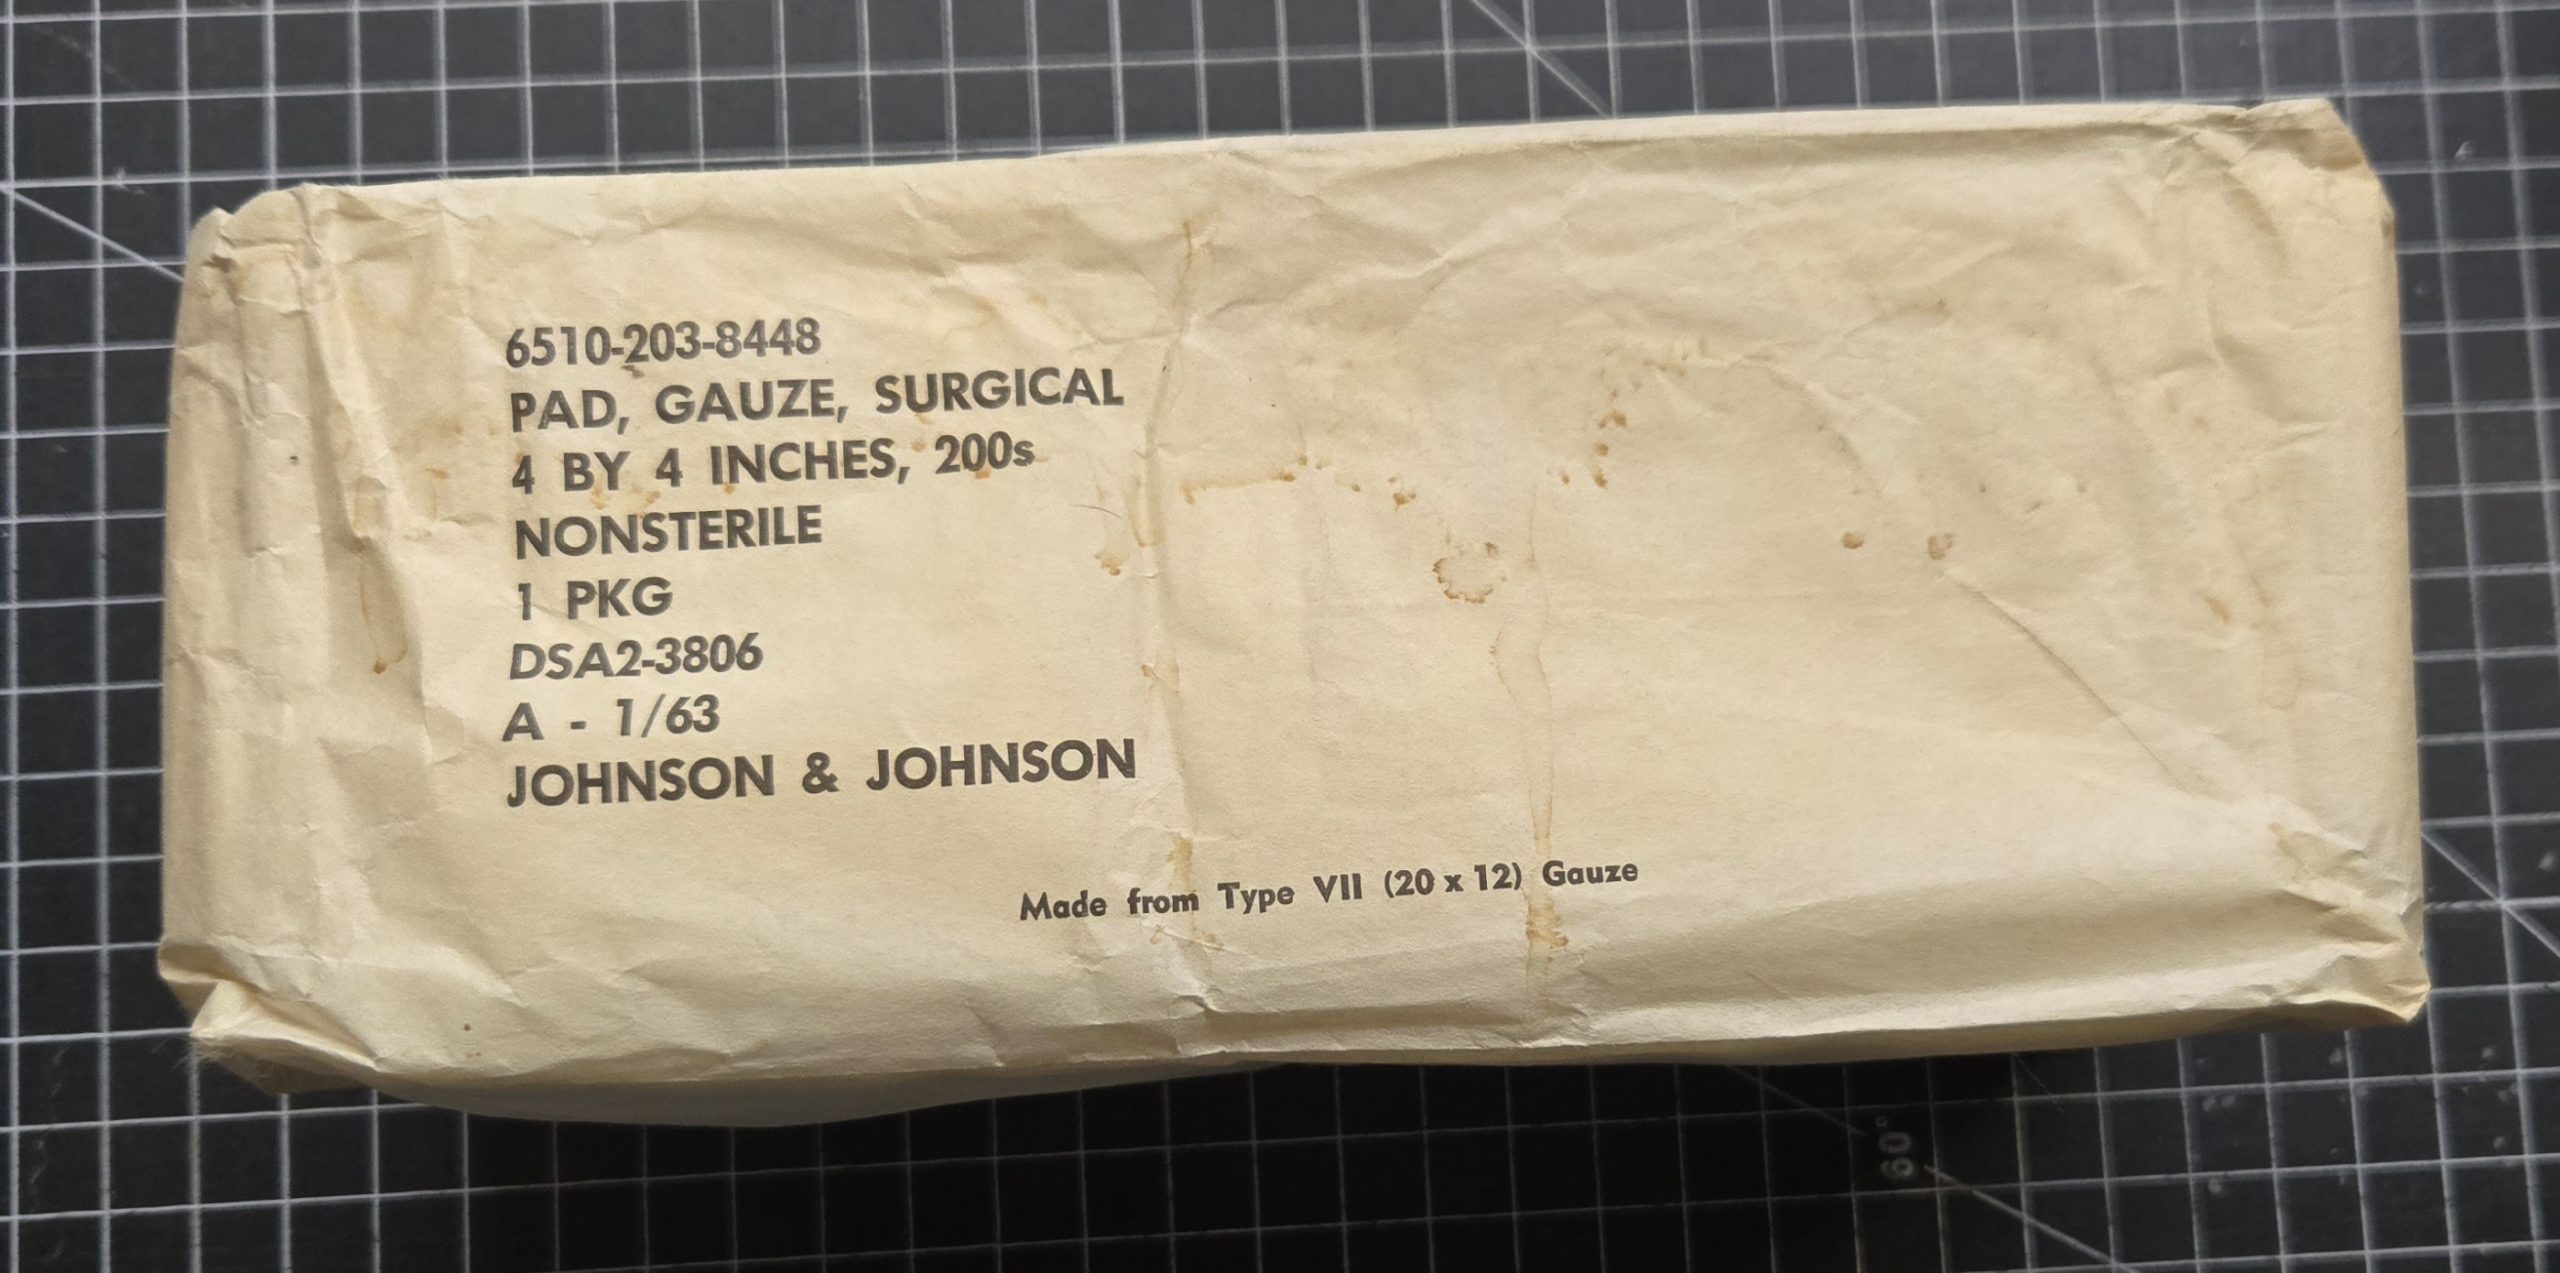 6510-203-8448
PAD, GAUZE, SURGICAL
4 BY 4 INCHES, 200s
NONSTERILE
1 PKG
DSA2-3806
A - 1/63
JOHNSON & JOHNSON
Made from Type VII (20 x 12) Gauze
60°